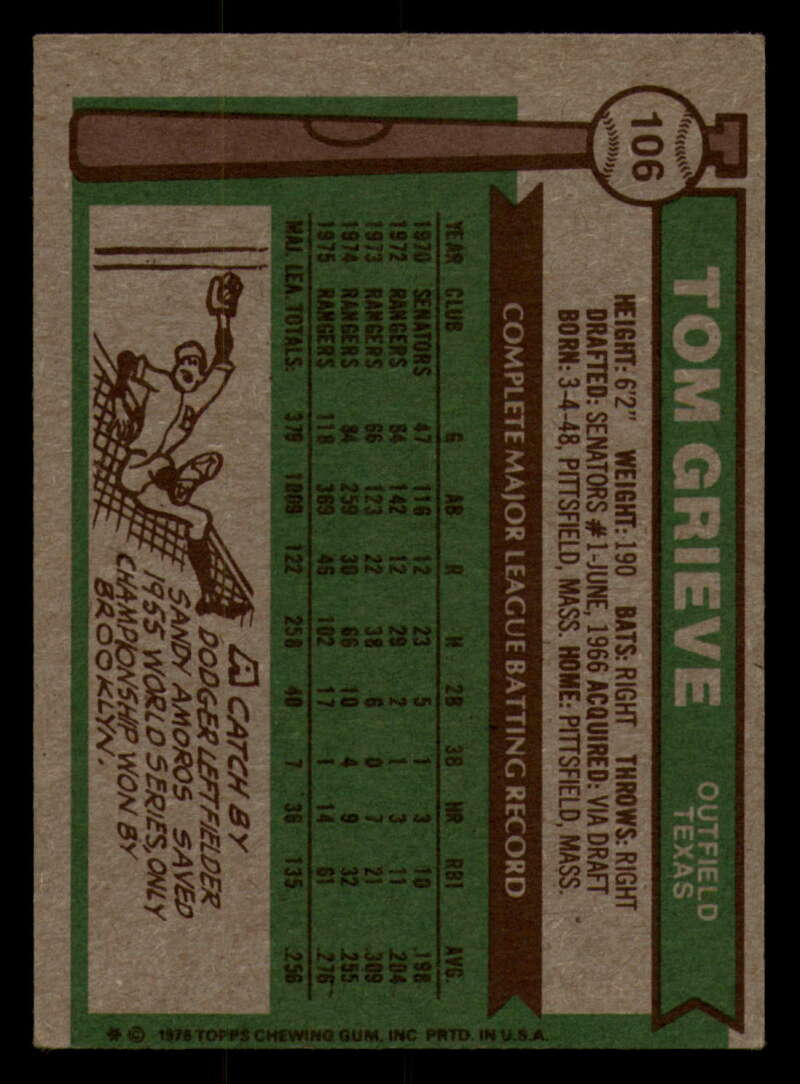 106
TOM GRIEVE
OUTFIELD
TEXAS
HEIGHT: 6'2" WEIGHT: 190 BATS: RIGHT THROWS: RIGHT
DRAFTED: SENATORS #1-JUNE, 1966 ACQUIRED: VIA DRAFT
BORN: 3-4-48, PITTSFIELD, MASS. HOME: PITTSFIELD, MASS.
COMPLETE MAJOR LEAGUE BATTING RECORD
YEAR CLUB G AB R H 2B 3B HR RBI AVG.
1970 SENATORS 47 116 12 23 5 1 3 10 .198
1972 RANGERS 84 142 12 29 2 1 3 11 .204
1973 RANGERS 66 123 22 38 6 0 7 21 .309
1974 RANGERS 84 259 30 66 10 4 9 32 .255
1975 RANGERS 118 369 46 102 17 1 14 61 .276
MAJ. LEA. TOTALS: 379 1809 122 258 40 7 36 135 .256
A CATCH BY
DODGER LEFTFIELDER
SANDY AMOROS SAVED
1955 WORLD SERIES, ONLY
CHAMPIONSHIP WON BY
BROOKLYN.
* © 1976 TOPPS CHEWING GUM, INC PRTD. IN U.S.A.